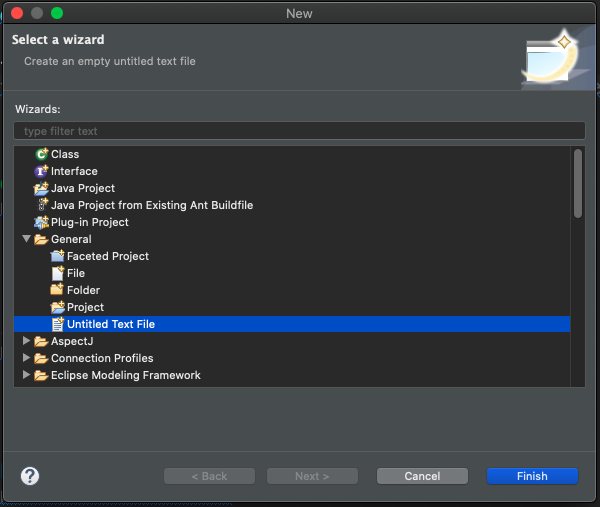 New
Select a wizard
Create an empty untitled text file
Wizards:
type filter text
Class
Interface
Java Project
Java Project from Existing Ant Buildfile
Plug-in Project
General
Faceted Project
File
Folder
Project
Untitled Text File
AspectJ
Connection Profiles
Eclipse Modeling Framework
? < Back Next > Cancel Finish